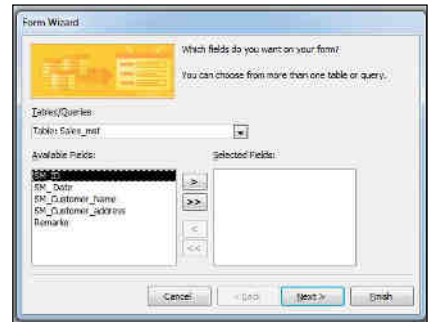 Form Wizard
Which fields do you want on your form?
You can choose from more than one table or query.
Tables/Queries
Table: Sales_mst
Available Fields:
Selected Fields:
SM_ID
SM_Date
SM_Customer_Name
SM_Customer_address
Remarks
>
>>
<
<<
Cancel
< Back
Next >
Finish